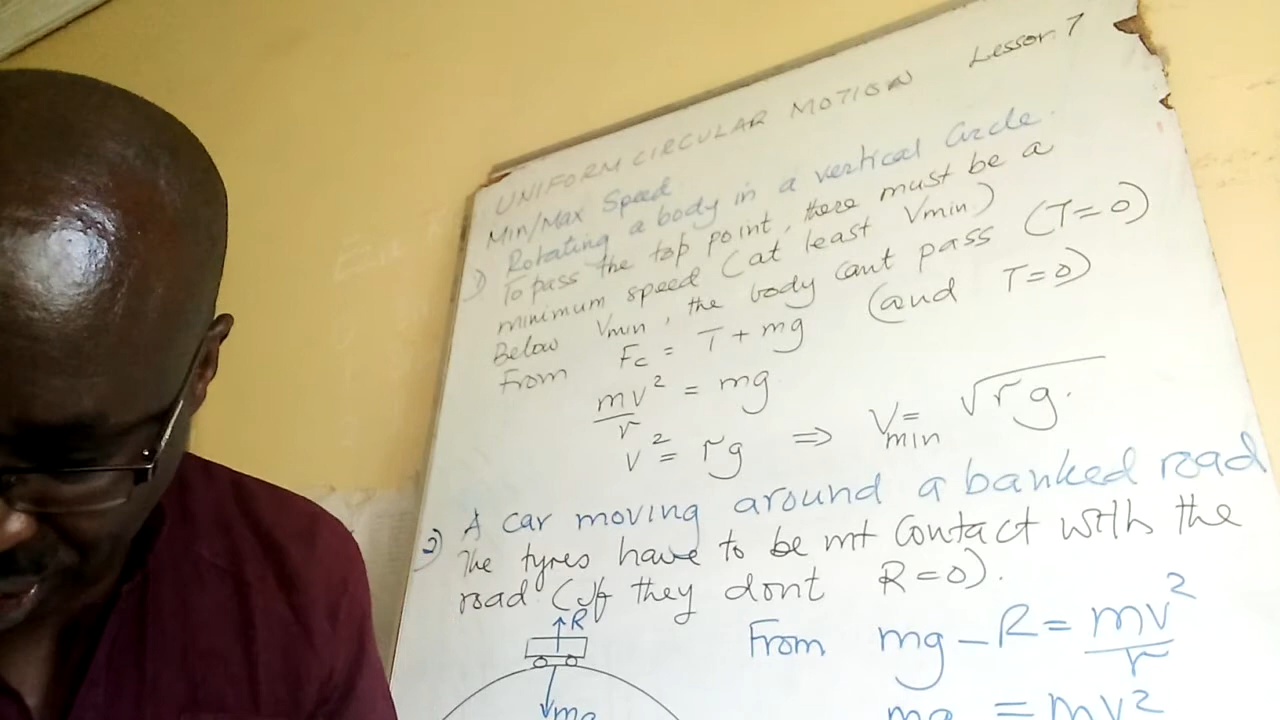 Lesson 7
UNIFORM CIRCULAR MOTION
Min/Max Speed
1) Rotating a body in a vertical Circle.
To pass the top point, there must be a
minimum speed (at least Vmin)
Below Vmin, the body cant pass (T=0)
From Fc = T + mg (and T=0)
mv²/r = mg
v² = rg ⇒ Vmin = √rg.
2) A car moving around a banked road
The tyres have to be int Contact with the
road (If they dont R=0).
R
From mg - R = mv²/r
mg
mg = mv²